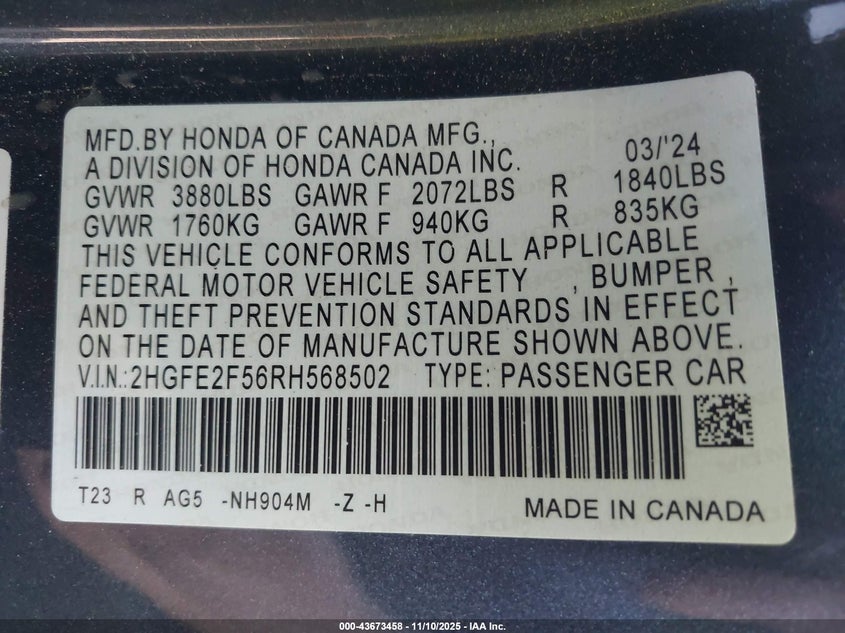 MFD.BY HONDA OF CANADA MFG.,
A DIVISION OF HONDA CANADA INC. 03/'24
GVWR 3880LBS GAWR F 2072LBS R 1840LBS
GVWR 1760KG GAWR F 940KG R 835KG
THIS VEHICLE CONFORMS TO ALL APPLICABLE
FEDERAL MOTOR VEHICLE SAFETY , BUMPER ,
AND THEFT PREVENTION STANDARDS IN EFFECT
ON THE DATE OF MANUFACTURE SHOWN ABOVE.
V.I.N.:2HGFE2F56RH568502 TYPE: PASSENGER CAR
T23 R AG5 -NH904M -Z -H MADE IN CANADA
000-43673458 - 11/10/2025 - IAA Inc.